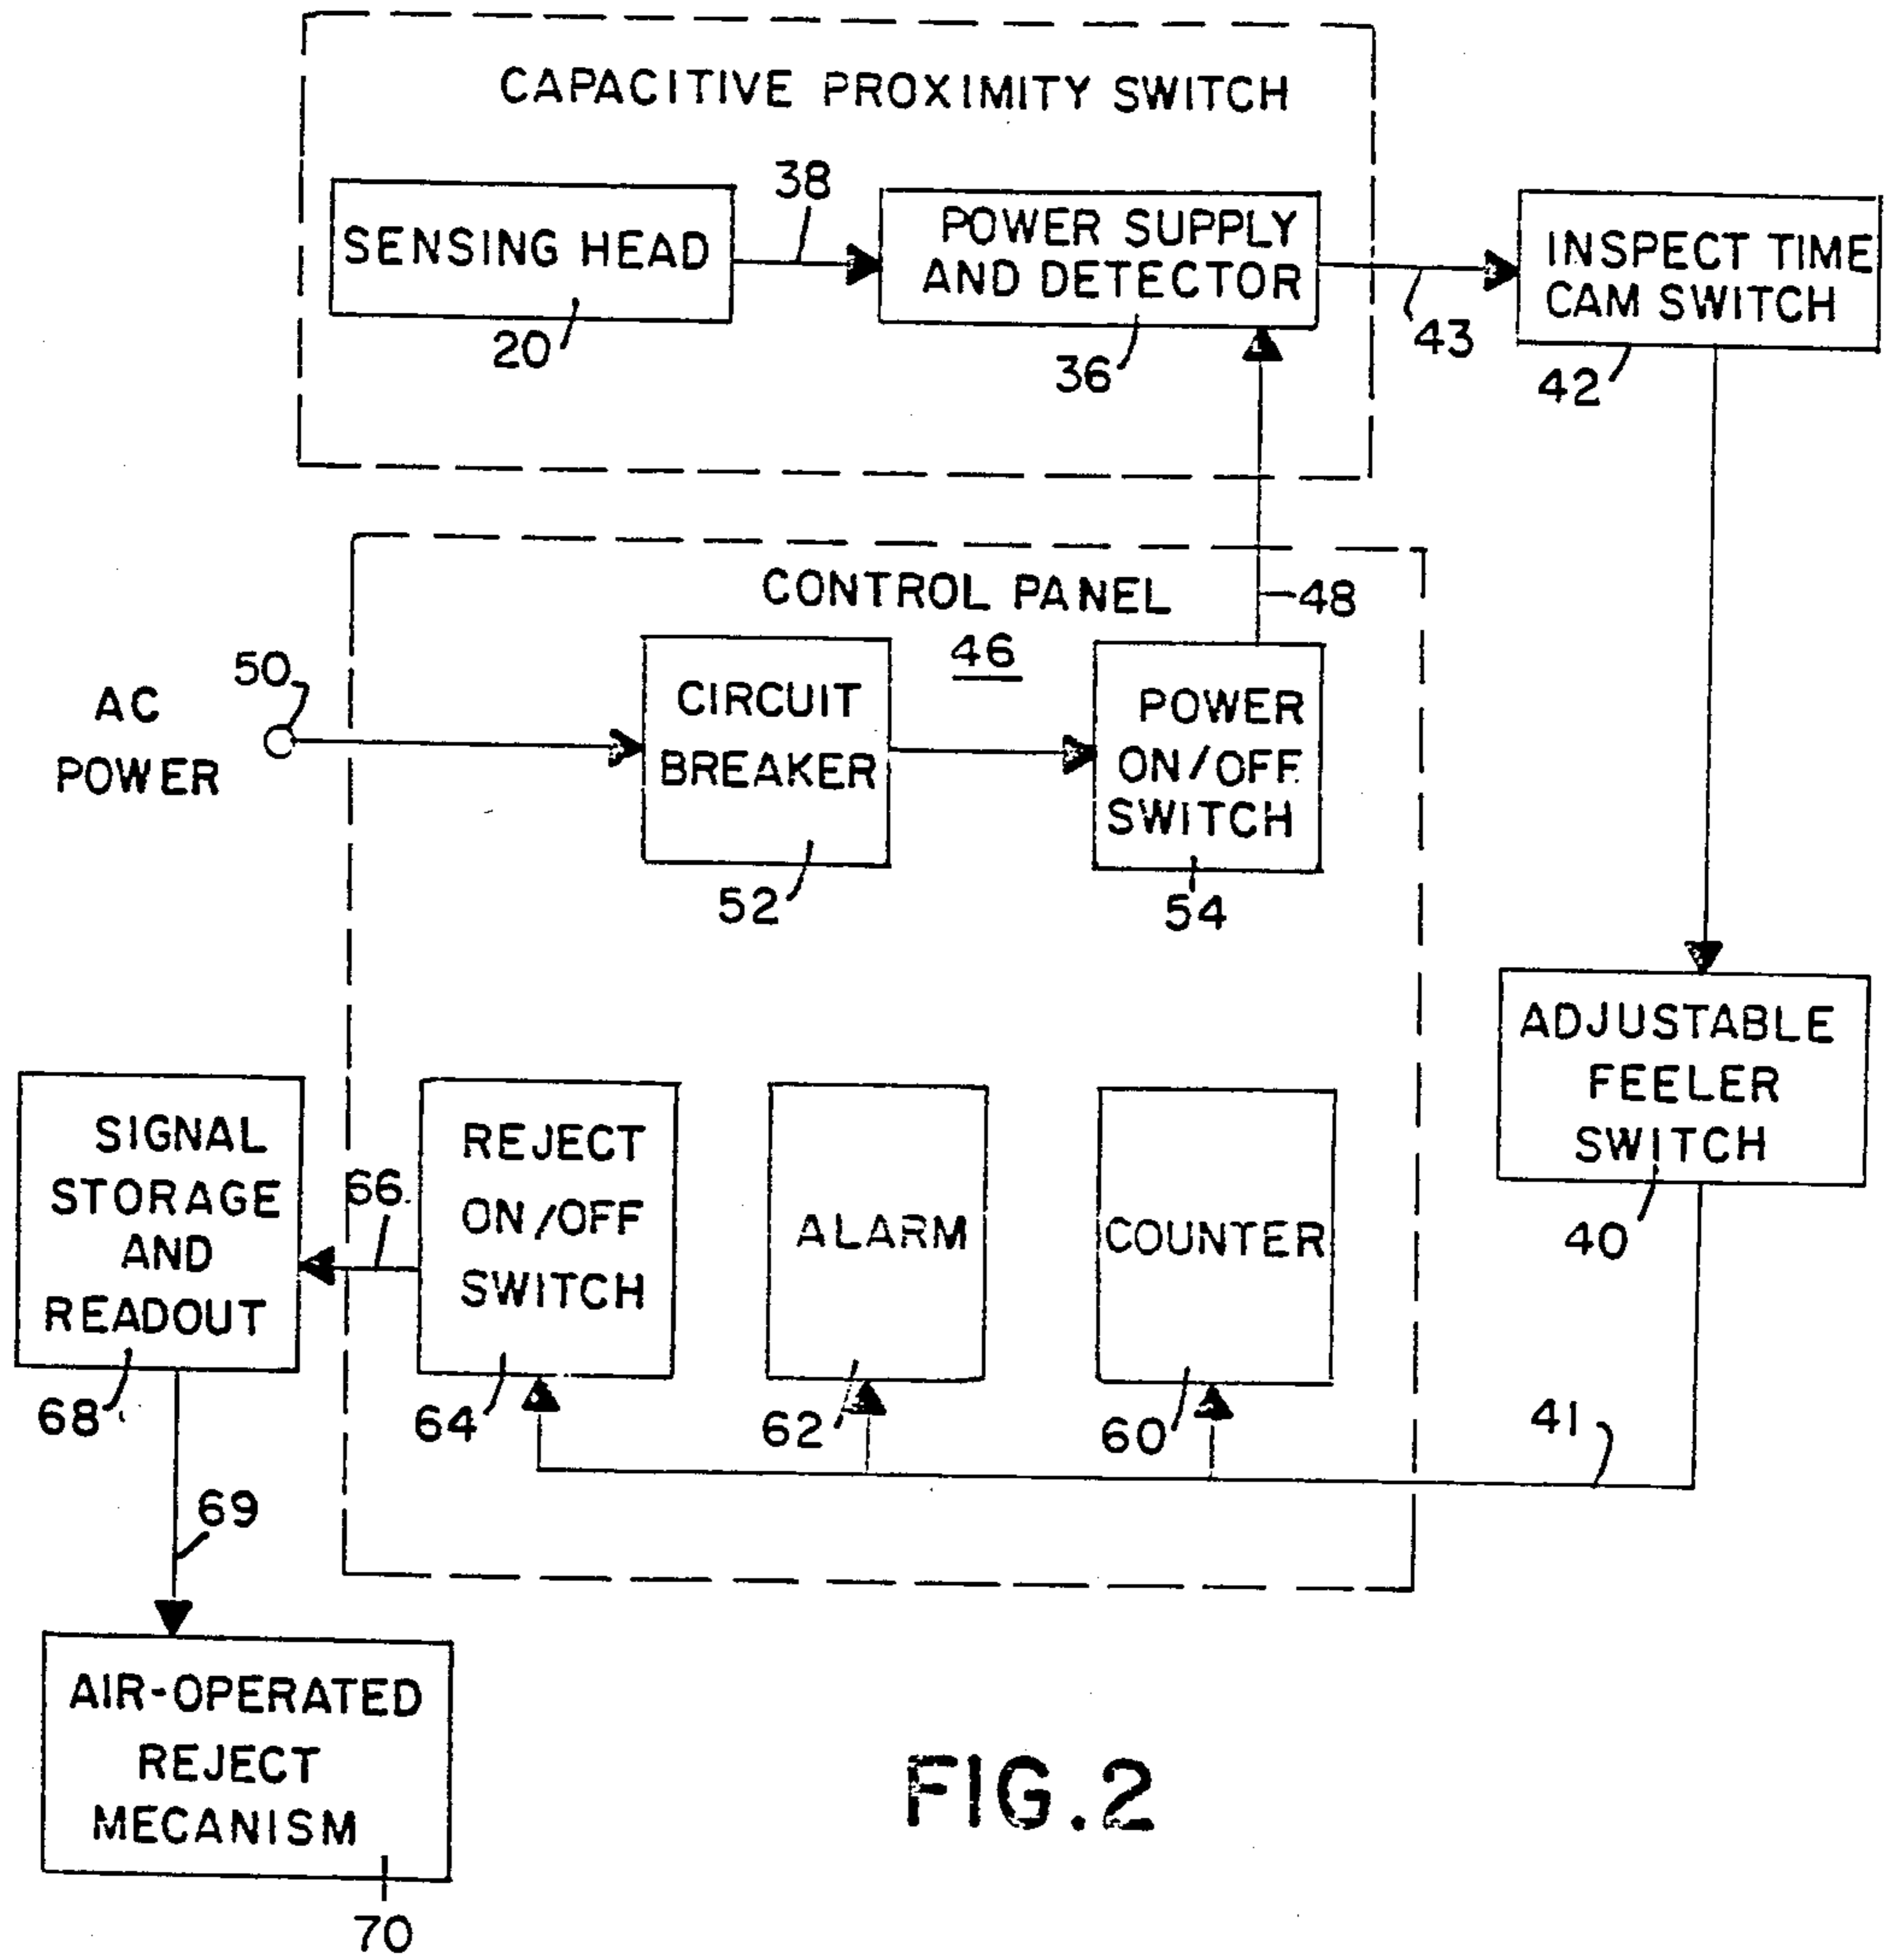 CAPACITIVE PROXIMITY SWITCH
SENSING HEAD
20
38
POWER SUPPLY
AND DETECTOR
36
43
INSPECT TIME
CAM SWITCH
42
CONTROL PANEL
46
48
AC
POWER
50
CIRCUIT
BREAKER
52
POWER
ON/OFF
SWITCH
54
ADJUSTABLE
FEELER
SWITCH
40
SIGNAL
STORAGE
AND
READOUT
68
66
REJECT
ON/OFF
SWITCH
64
ALARM
62
COUNTER
60
41
69
AIR-OPERATED
REJECT
MECANISM
70
FIG.2